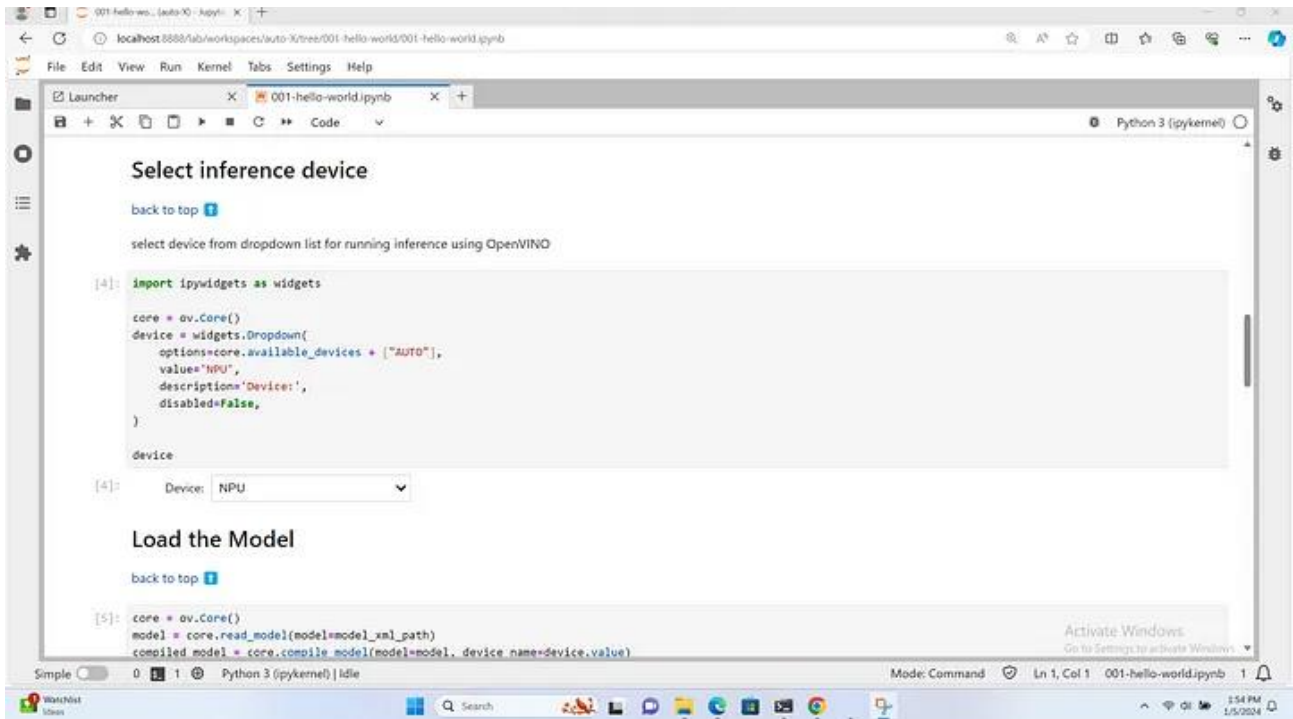 001-hello-wo... (auto-X) - Jupyt
localhost:8888/lab/workspaces/auto-X/tree/001-hello-world/001-hello-world.ipynb
File Edit View Run Kernel Tabs Settings Help
Launcher 001-hello-world.ipynb
Code
Python 3 (ipykernel)
Select inference device
back to top
select device from dropdown list for running inference using OpenVINO
[4]: import ipywidgets as widgets
core = ov.Core()
device = widgets.Dropdown(
options=core.available_devices + ["AUTO"],
value="NPU",
description='Device:',
disabled=False,
)
device
[4]: Device: NPU
Load the Model
back to top
[5]: core = ov.Core()
model = core.read_model(model=model_xml_path)
compiled_model = core.compile_model(model=model, device_name=device.value)
Activate Windows
Go to Settings to activate Windows.
Simple 0 1 Python 3 (ipykernel) | Idle Mode: Command Ln 1, Col 1 001-hello-world.ipynb 1
Watchlist
Ideas
Search
1:54 PM
1/5/2024